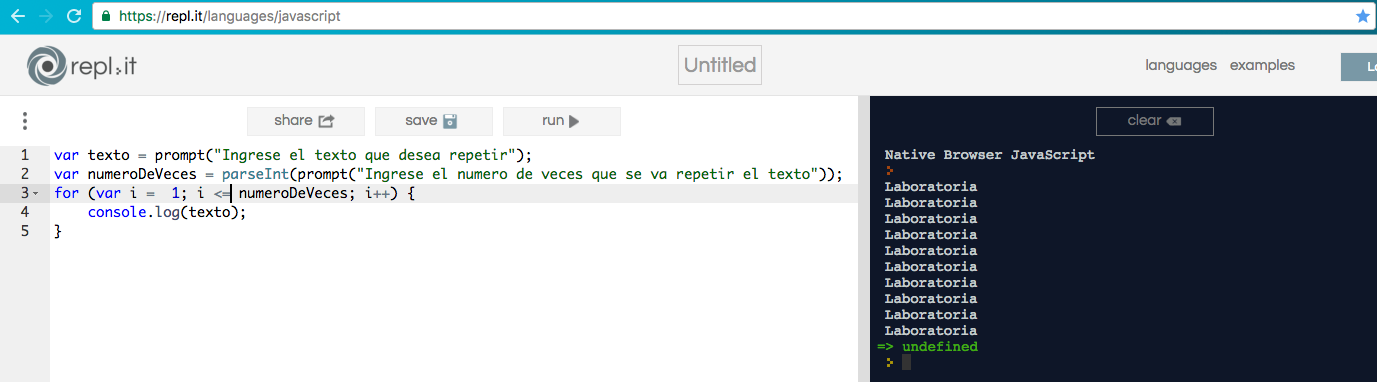 https://repl.it/languages/javascript
repl.it
Untitled
languages examples
share save run
clear
1 var texto = prompt("Ingrese el texto que desea repetir");
2 var numeroDeVeces = parseInt(prompt("Ingrese el numero de veces que se va repetir el texto"));
3 for (var i =  1; i <= numeroDeVeces; i++) {
4     console.log(texto);
5 }
Native Browser JavaScript
Laboratoria
Laboratoria
Laboratoria
Laboratoria
Laboratoria
Laboratoria
Laboratoria
Laboratoria
Laboratoria
Laboratoria
=> undefined